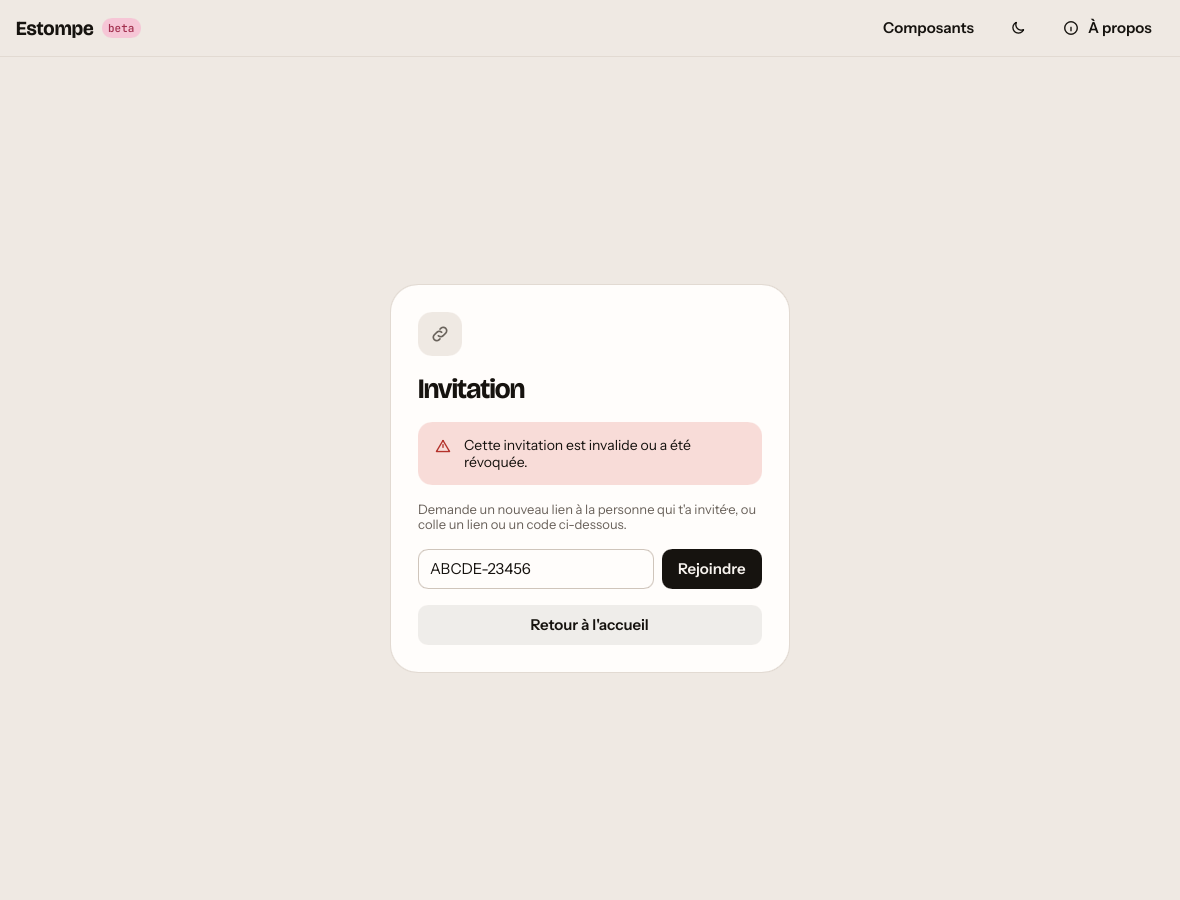 Estompe beta
Composants
À propos
Invitation
Cette invitation est invalide ou a été
révoquée.
Demande un nouveau lien à la personne qui t'a invité·e, ou
colle un lien ou un code ci-dessous.
ABCDE-23456
Rejoindre
Retour à l'accueil